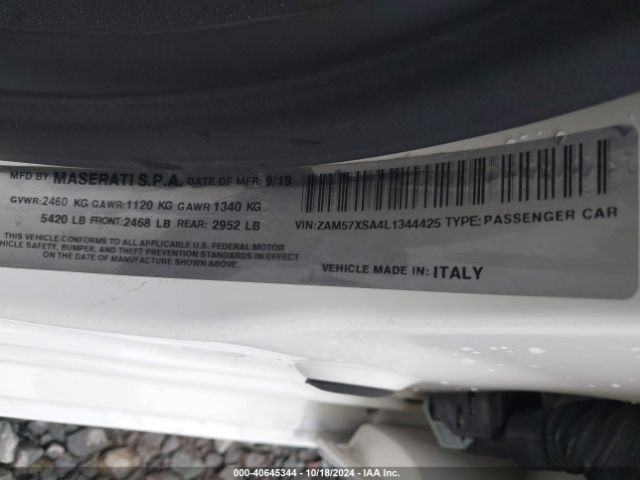 MFD BY MASERATI S.P.A. DATE OF MFR: 9/19
GVWR: 2460 KG GAWR: 1120 KG GAWR 1340 KG
5420 LB FRONT: 2468 LB REAR: 2952 LB
THIS VEHICLE CONFORMS TO ALL APPLICABLE U.S. FEDERAL MOTOR
VEHICLE SAFETY, BUMPER, AND THEFT PREVENTION STANDARDS IN EFFECT
ON THE DATE OF MANUFACTURE SHOWN ABOVE.
VIN: ZAM57XSA4L1344425 TYPE: PASSENGER CAR
VEHICLE MADE IN: ITALY
000-40645344 - 10/18/2024 - IAA Inc.